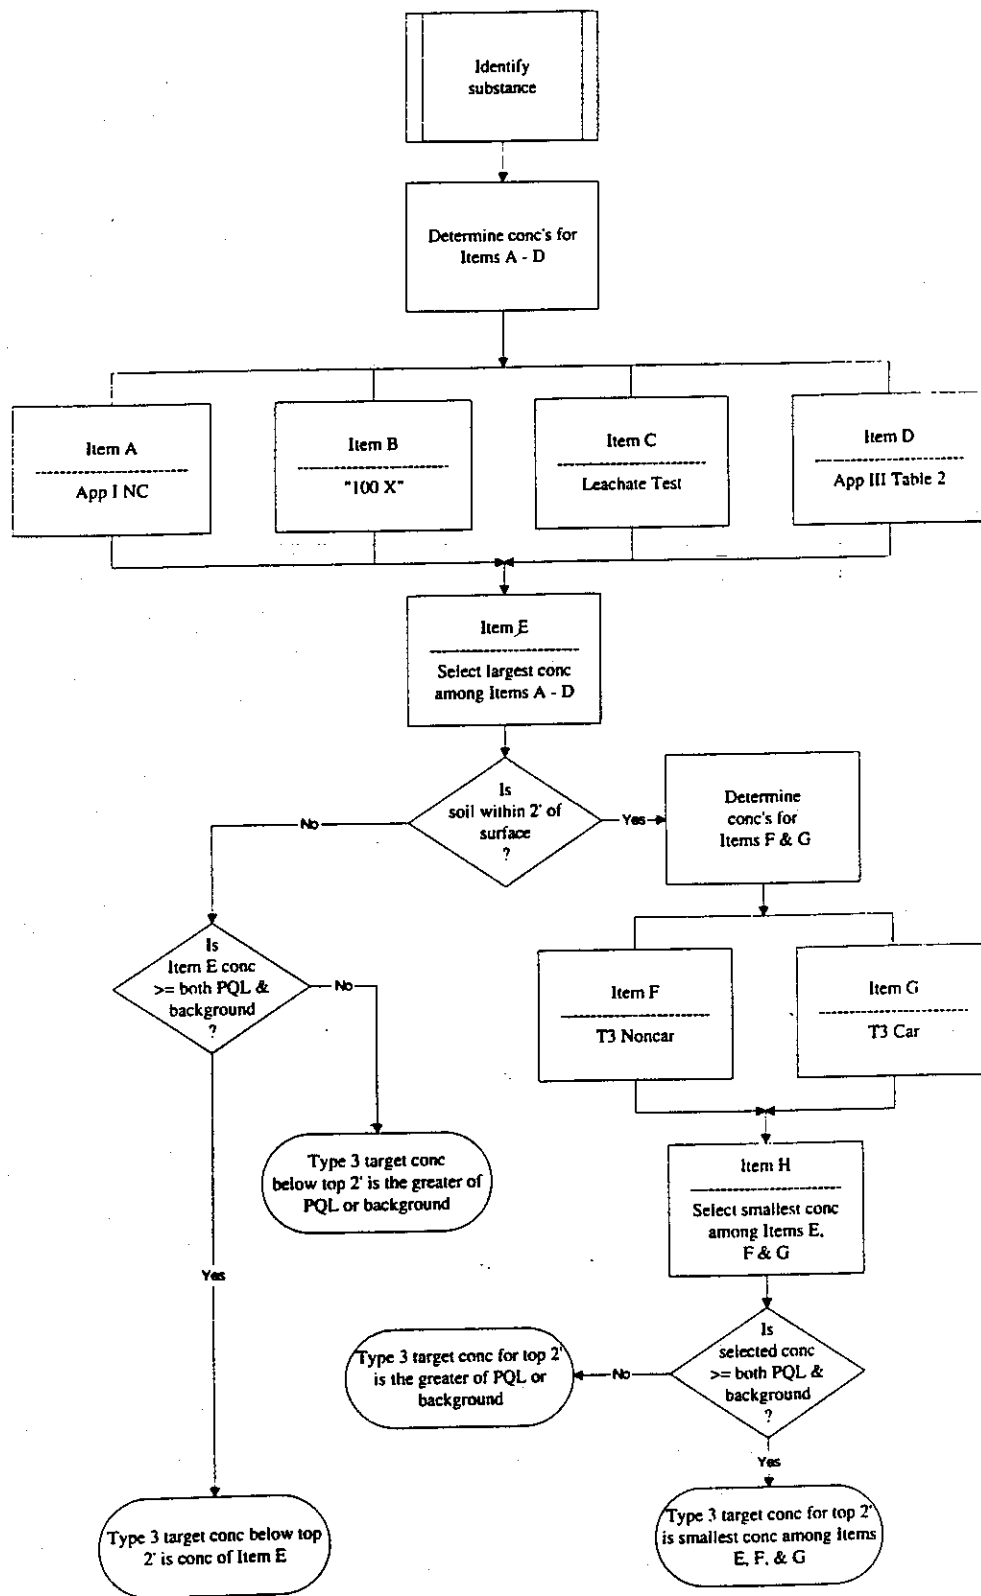 Identify
substance
Determine conc's for
Items A - D
Item A
App I NC
Item B
"100 X"
Item C
Leachate Test
Item D
App III Table 2
Item E
Select largest conc
among Items A - D
Is
soil within 2' of
surface
?
No
Yes
Determine
conc's for
Items F & G
Is
Item E conc
>= both PQL &
background
?
No
Yes
Item F
T3 Noncar
Item G
T3 Car
Type 3 target conc
below top 2' is the greater of
PQL or background
Item H
Select smallest conc
among Items E,
F & G
Is
selected conc
>= both PQL &
background
?
No
Yes
Type 3 target conc for top 2'
is the greater of PQL or
background
Type 3 target conc below top
2' is conc of Item E
Type 3 target conc for top 2'
is smallest conc among Items
E, F, & G